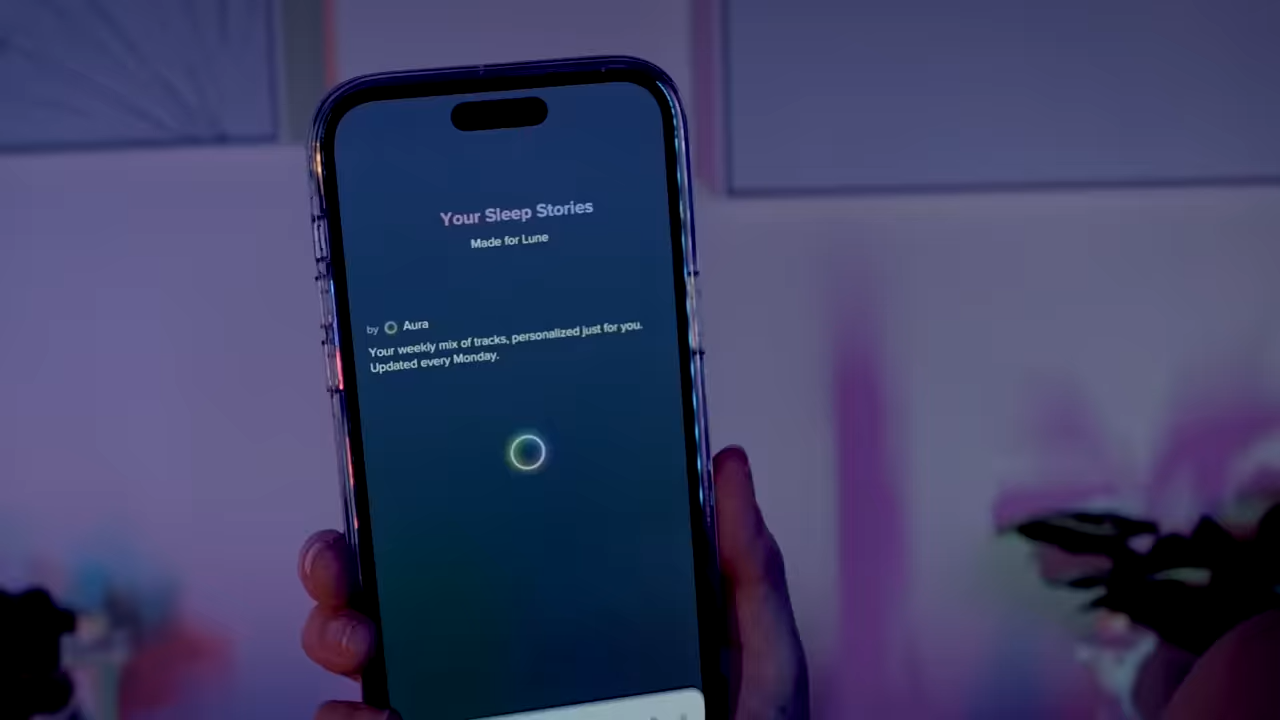 Your Sleep Stories
Made for Lune
by Aura
Your weekly mix of tracks, personalized just for you.
Updated every Monday.